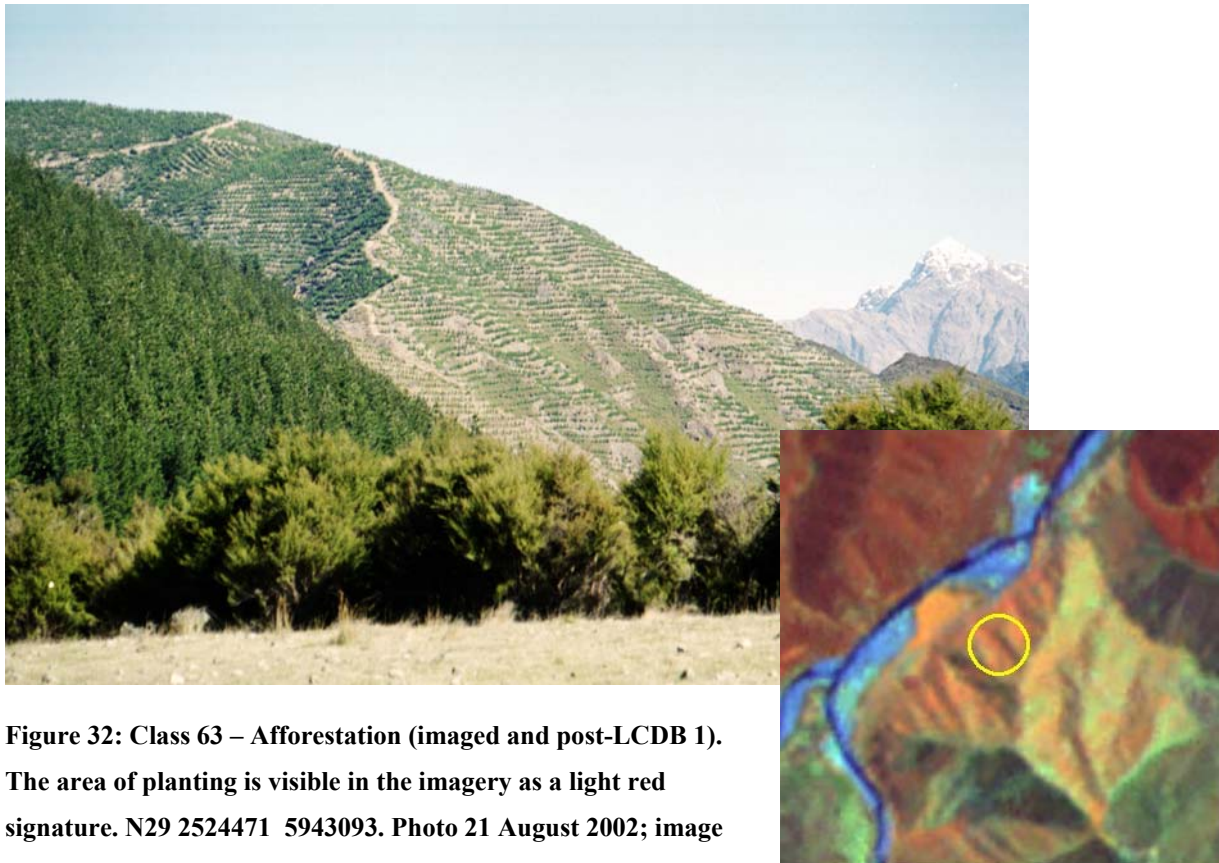 Figure 32: Class 63 – Afforestation (imaged and post-LCDB 1).
The area of planting is visible in the imagery as a light red
signature. N29 2524471  5943093. Photo 21 August 2002; image